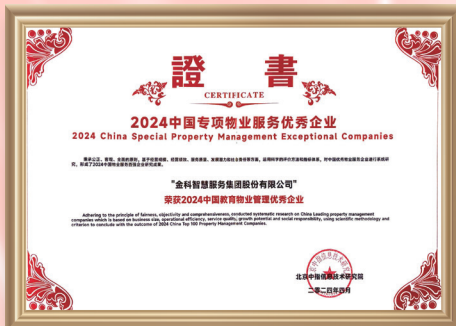 證 書
CERTIFICATE
2024中国专项物业服务优秀企业
2024 China Special Property Management Exceptional Companies
"金科智慧服务集团股份有限公司"
荣获2024中国教育物业管理优秀企业
Adhering to the principle of fairness, objectivity and comprehensiveness, conducted systematic research on China Leading property management
companies which is based on business size, operational efficiency, service quality, growth potential and social responsibility, using scientific methodology and
criterion to conclude with the outcome of 2024 China Top 100 Property Management Companies.
北京中指信息技术研究院
二零二四年四月